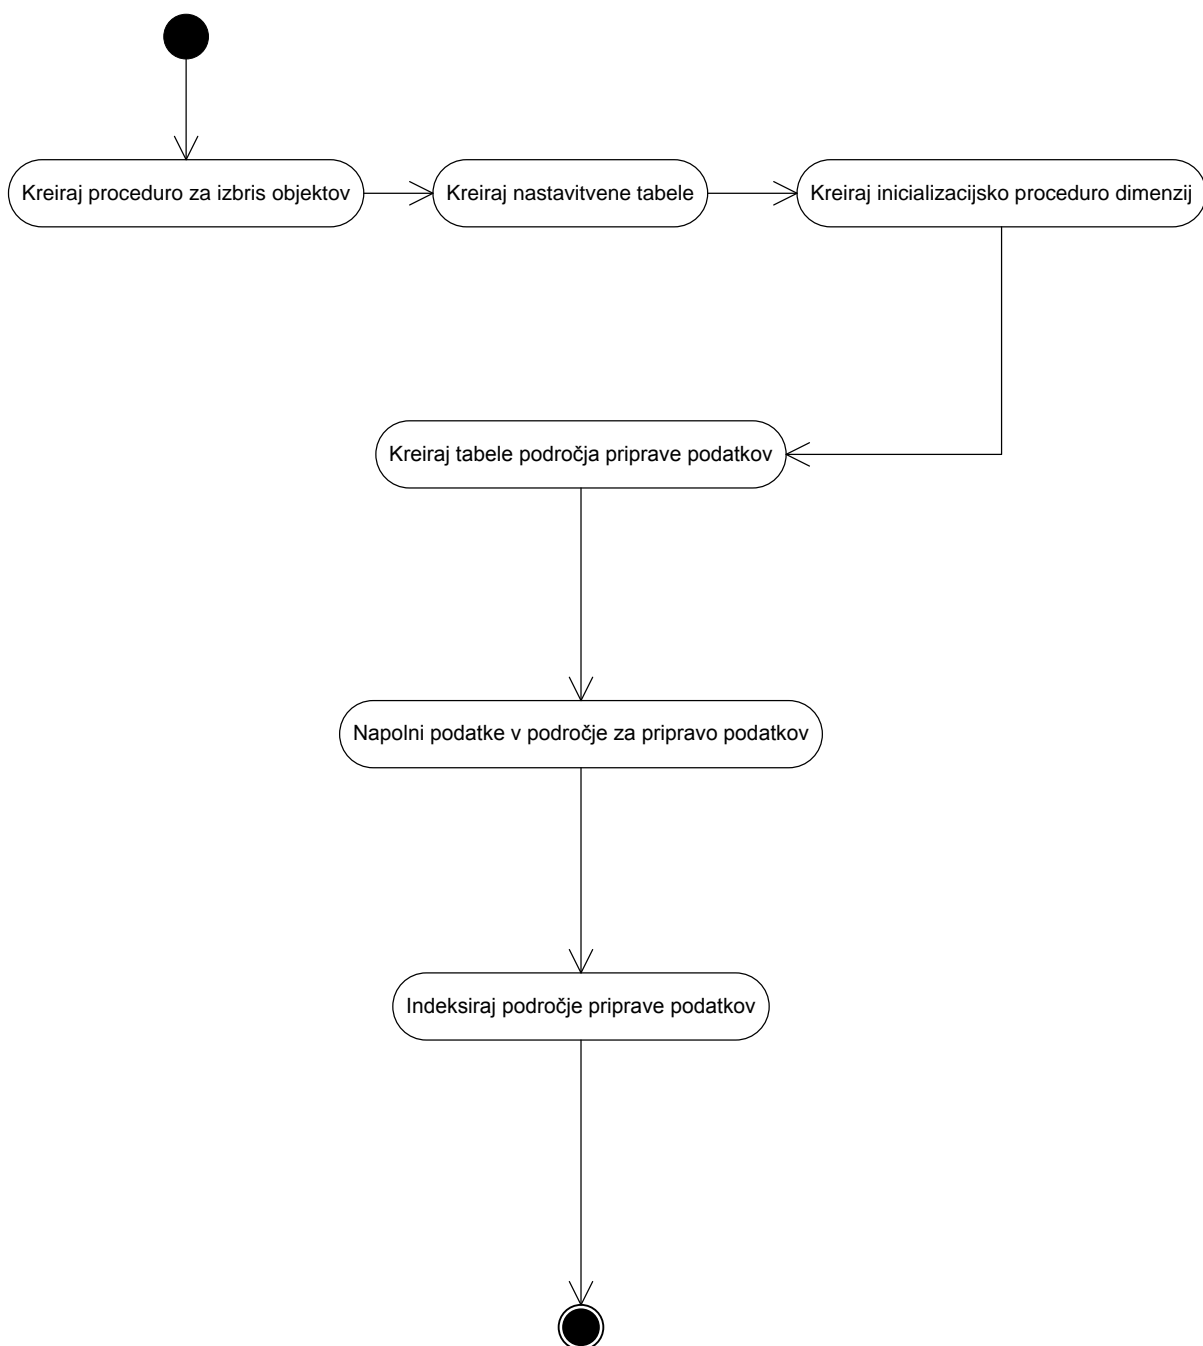 Kreiraj proceduro za izbris objektov
Kreiraj nastavitvene tabele
Kreiraj inicializacijsko proceduro dimenzij
Kreiraj tabele področja priprave podatkov
Napolni podatke v področje za pripravo podatkov
Indeksiraj področje priprave podatkov